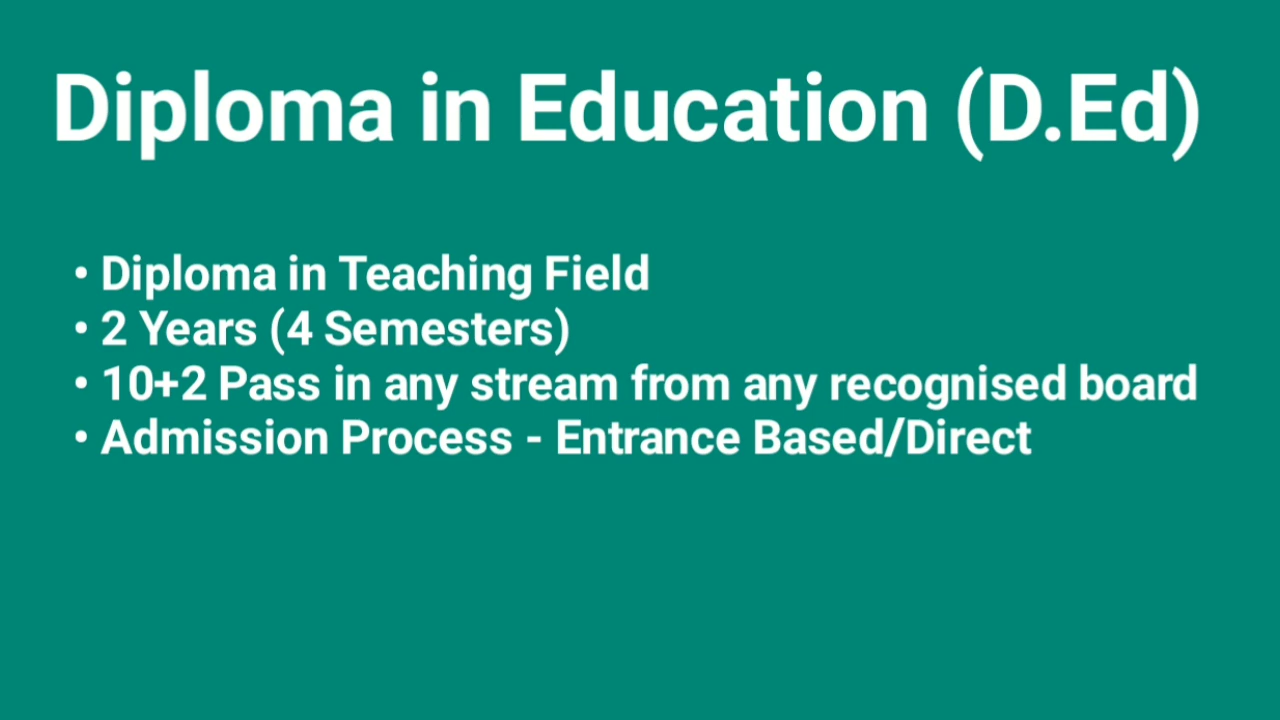 Diploma in Education (D.Ed)
• Diploma in Teaching Field
• 2 Years (4 Semesters)
• 10+2 Pass in any stream from any recognised board
• Admission Process - Entrance Based/Direct